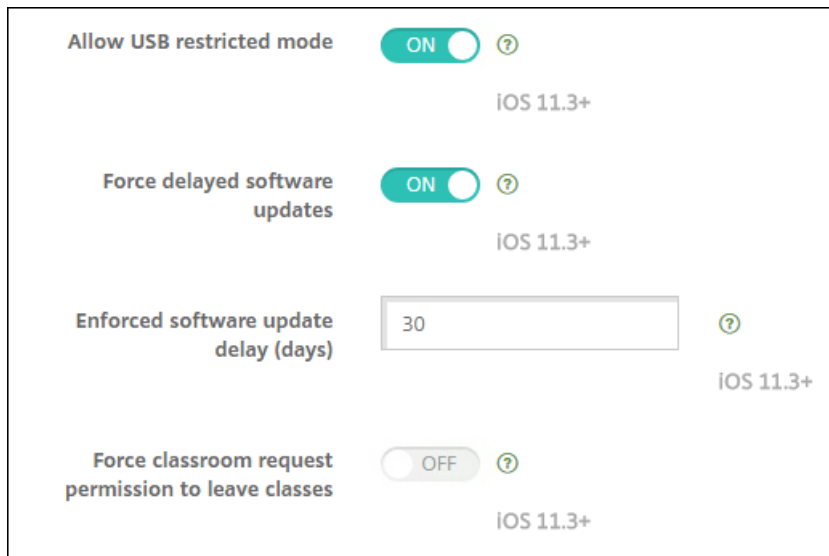 Allow USB restricted mode ON ?
iOS 11.3+
Force delayed software ON ?
updates
iOS 11.3+
Enforced software update 30 ?
delay (days)
iOS 11.3+
Force classroom request OFF ?
permission to leave classes
iOS 11.3+